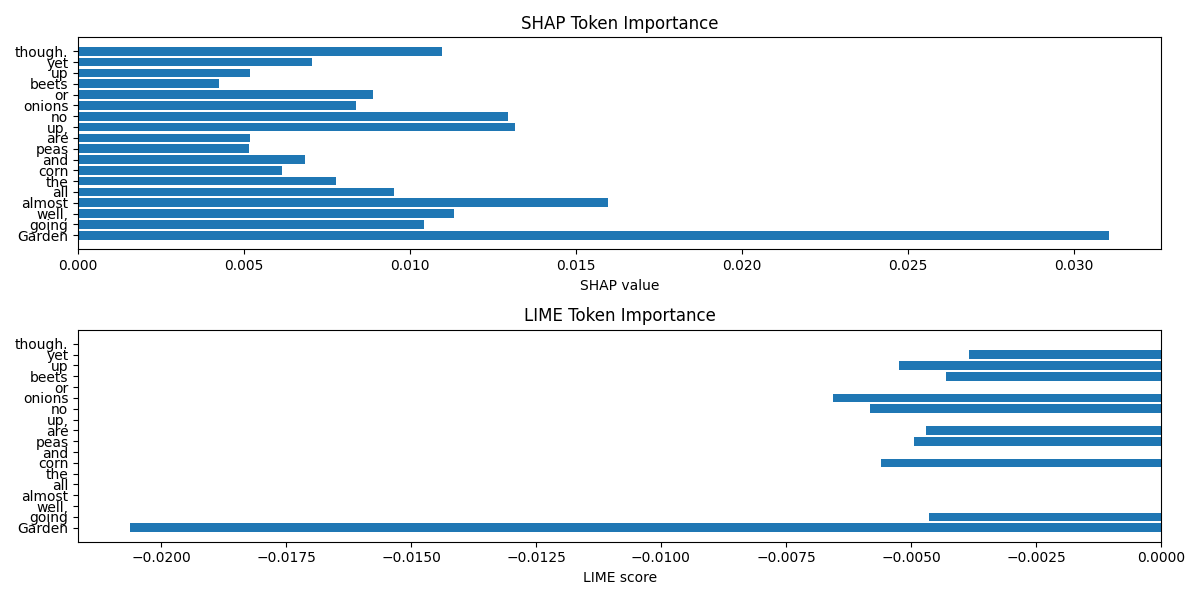 SHAP Token Importance
though.
yet
up
beets
or
onions
no
up,
are
peas
and
corn
the
all
almost
well,
going
Garden
0.000 0.005 0.010 0.015 0.020 0.025 0.030
SHAP value
LIME Token Importance
though.
yet
up
beets
or
onions
no
up,
are
peas
and
corn
the
all
almost
well,
going
Garden
−0.0200 −0.0175 −0.0150 −0.0125 −0.0100 −0.0075 −0.0050 −0.0025 0.0000
LIME score